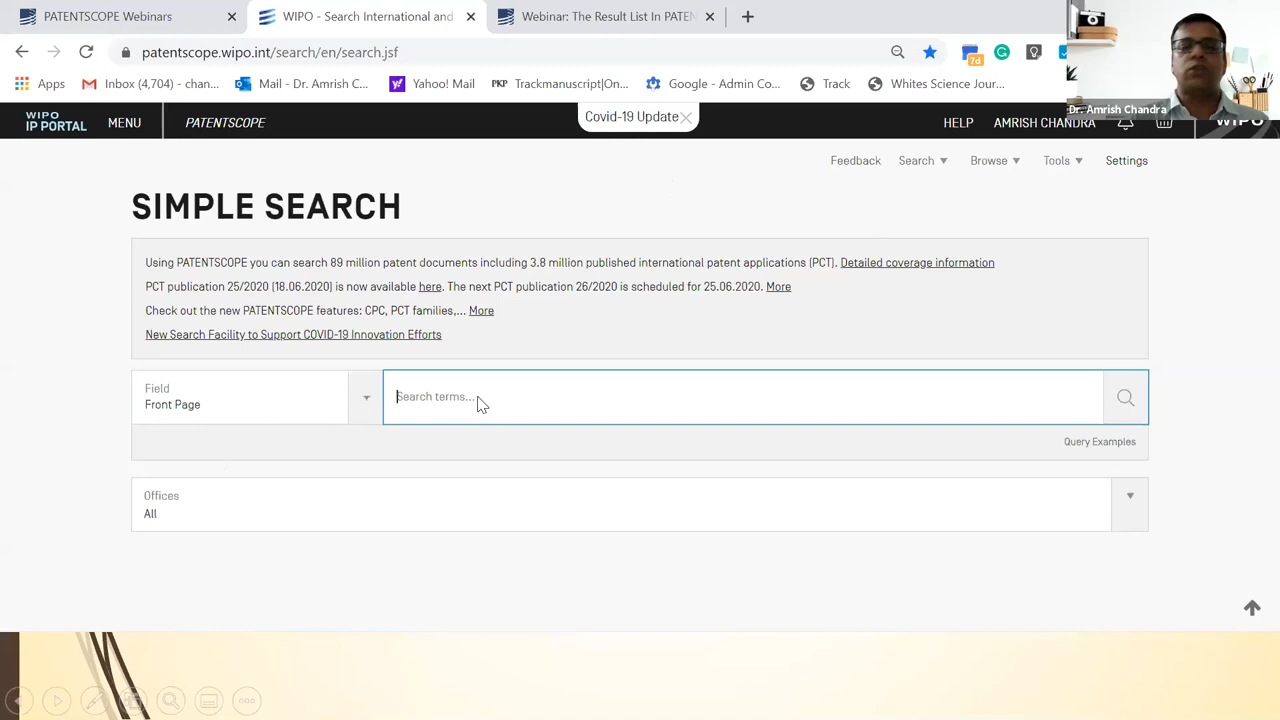 PATENTSCOPE Webinars
WIPO - Search International and
Webinar: The Result List In PATEN
patentscope.wipo.int/search/en/search.jsf
7d
Apps
Inbox (4,704) – chan...
Mail - Dr. Amrish C...
Yahoo! Mail
PKP Trackmanuscript|On...
Google - Admin Co...
Track
Whites Science Jour...
Dr. Amrish Chandra
WIPO
IP PORTAL
MENU
PATENTSCOPE
Covid-19 Update
HELP
AMRISH CHANDRA
WIPO
Feedback
Search
Browse
Tools
Settings
SIMPLE SEARCH
Using PATENTSCOPE you can search 89 million patent documents including 3.8 million published international patent applications (PCT). Detailed coverage information
PCT publication 25/2020 (18.06.2020) is now available here. The next PCT publication 26/2020 is scheduled for 25.06.2020. More
Check out the new PATENTSCOPE features: CPC, PCT families,... More
New Search Facility to Support COVID-19 Innovation Efforts
Field
Front Page
Search terms...
Query Examples
Offices
All